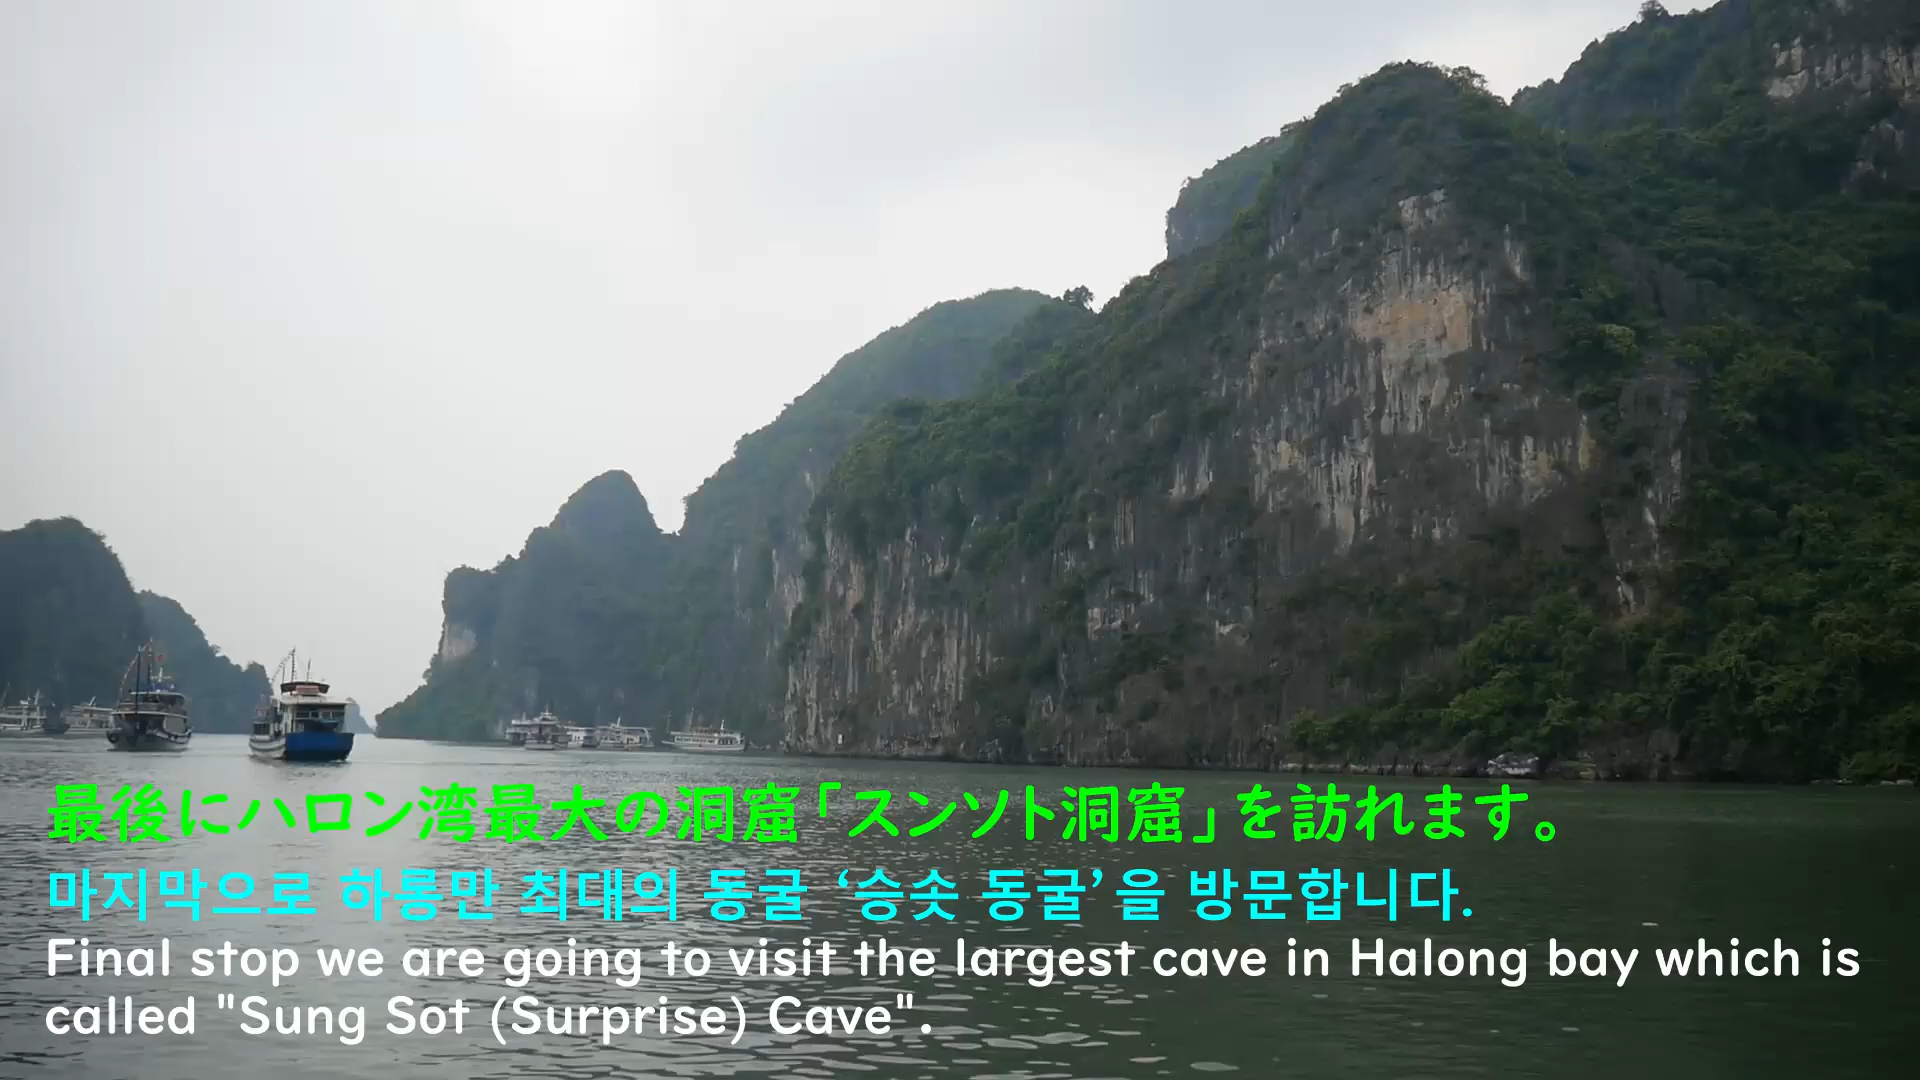 最後にハロン湾最大の洞窟「スンソト洞窟」を訪れます。
마지막으로 하롱만 최대의 동굴 ‘승솟 동굴’을 방문합니다.
Final stop we are going to visit the largest cave in Halong bay which is
called "Sung Sot (Surprise) Cave".